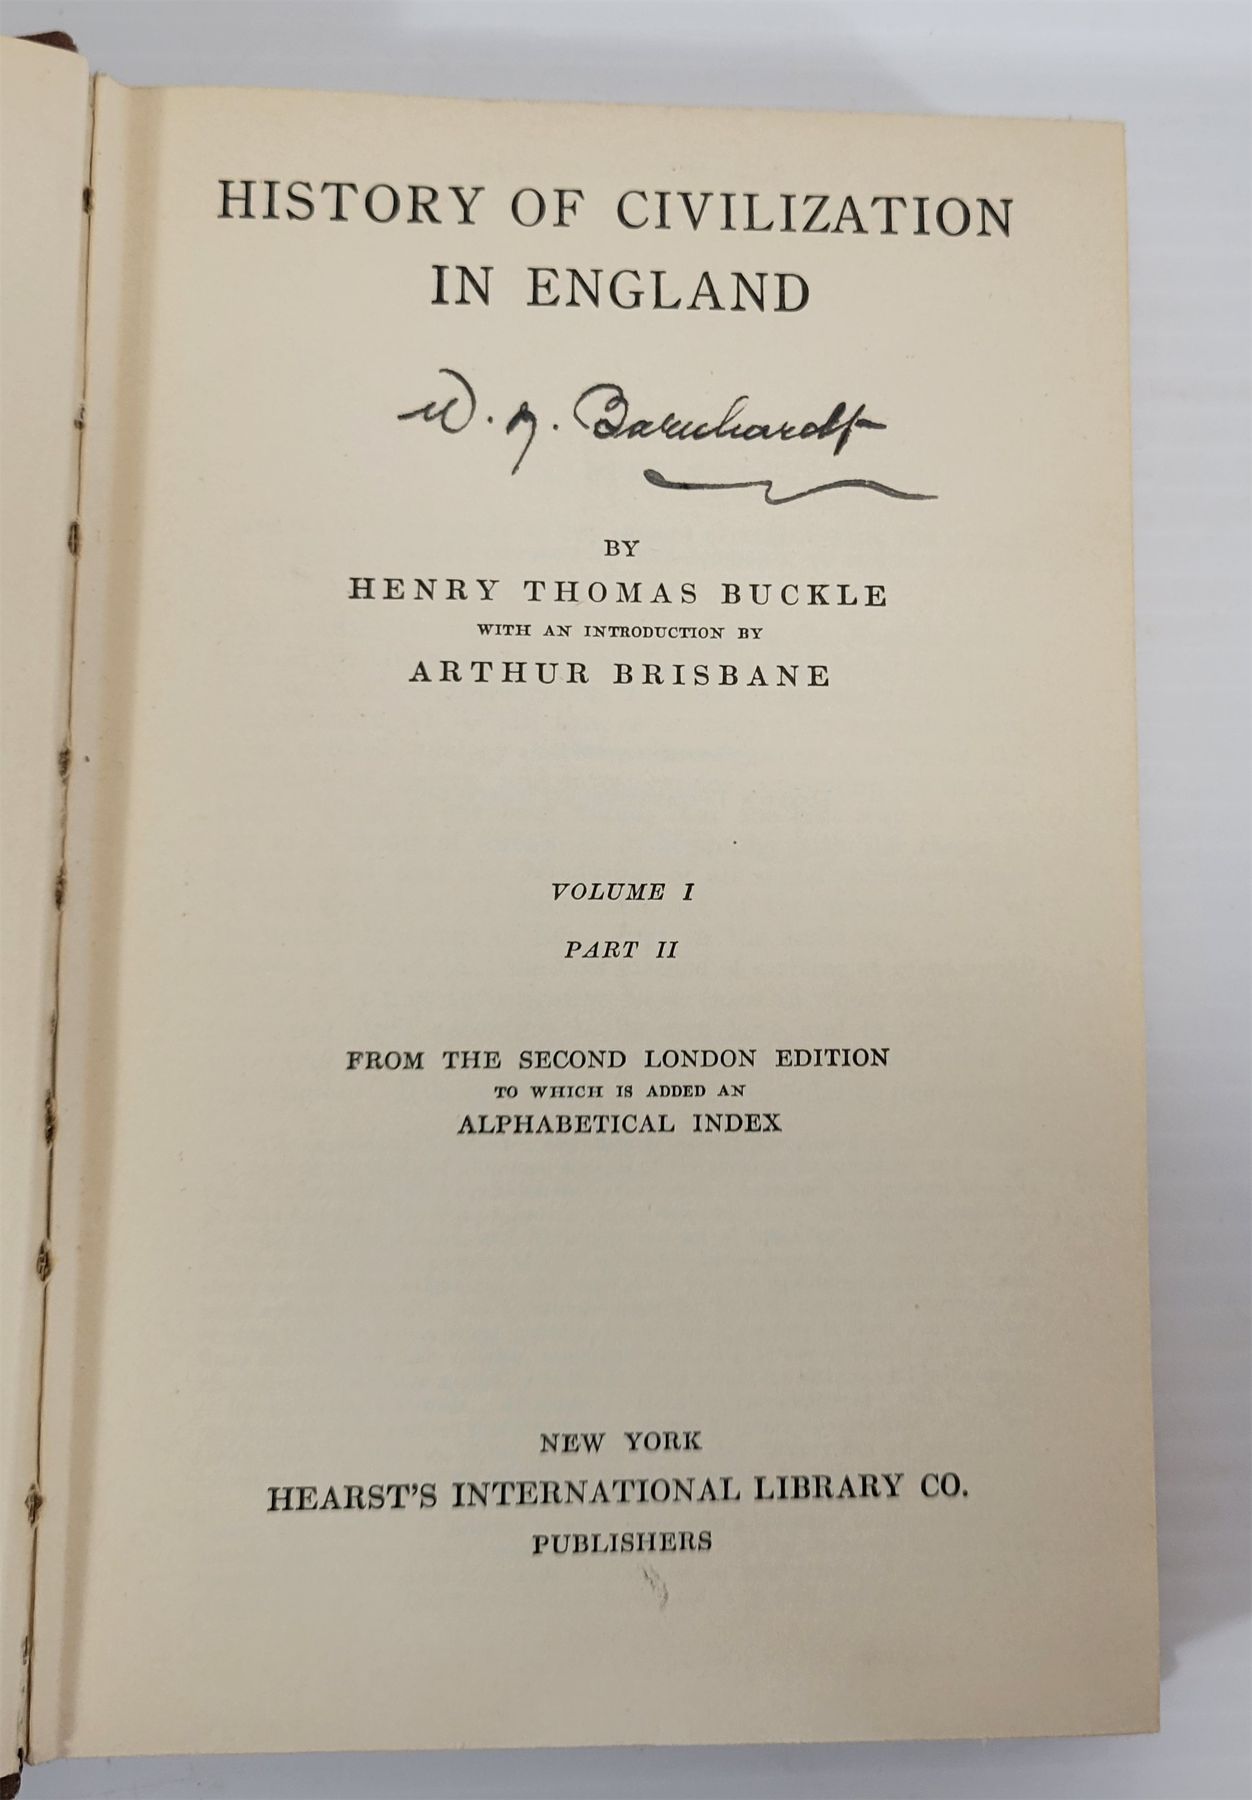 HISTORY OF CIVILIZATION
IN ENGLAND
W. Barnhardt
BY
HENRY THOMAS BUCKLE
WITH AN INTRODUCTION BY
ARTHUR BRISBANE
VOLUME I
PART II
FROM THE SECOND LONDON EDITION
TO WHICH IS ADDED AN
ALPHABETICAL INDEX
NEW YORK
HEARST'S INTERNATIONAL LIBRARY CO.
PUBLISHERS